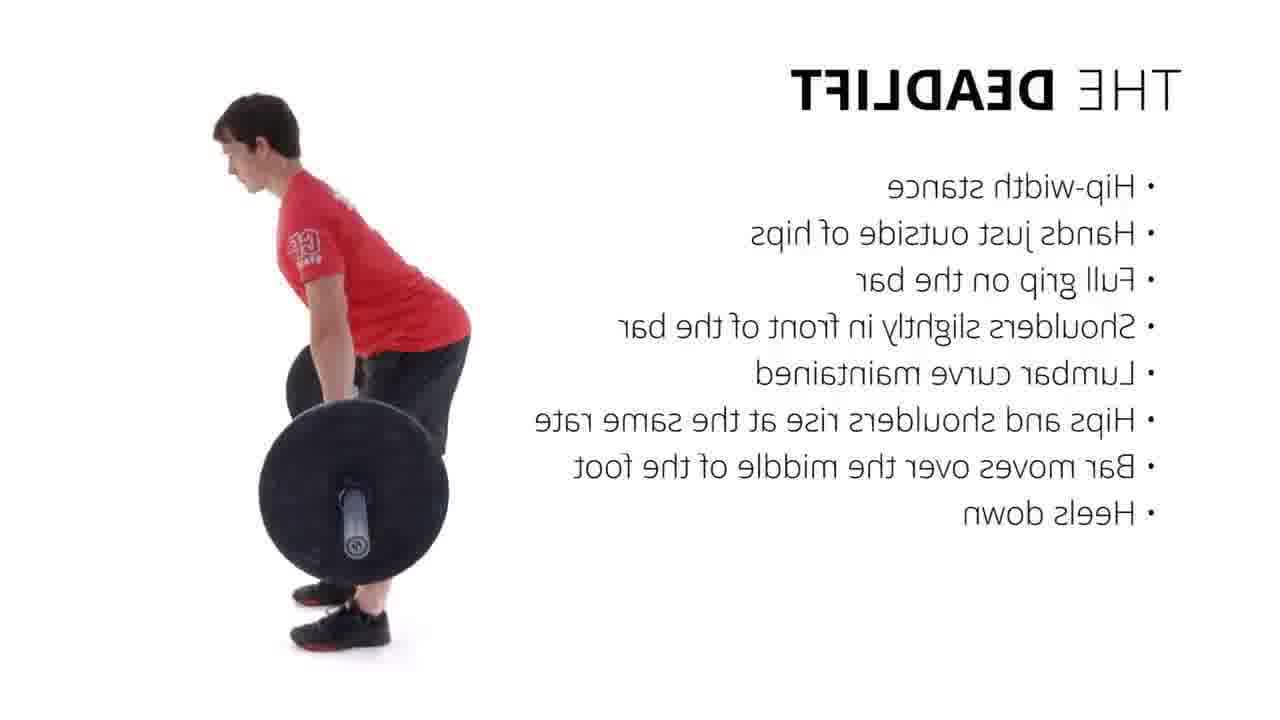 THE DEADLIFT
• Hip-width stance
• Hands just outside of hips
• Full grip on the bar
• Shoulders slightly in front of the bar
• Lumbar curve maintained
• Hips and shoulders rise at the same rate
• Bar moves over the middle of the foot
• Heels down